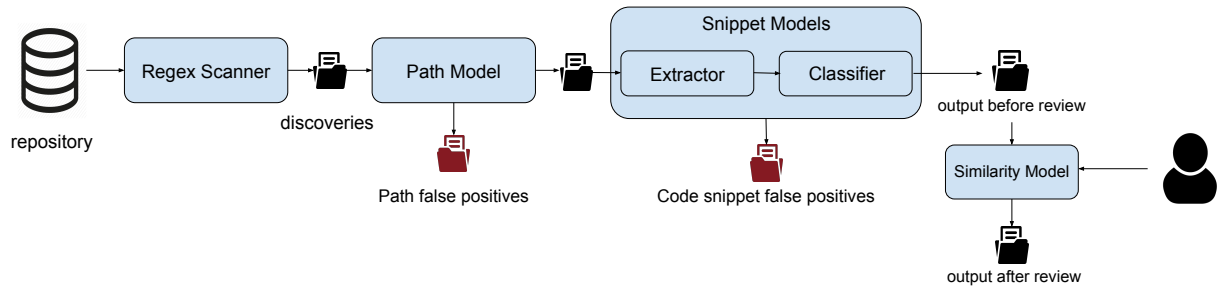 Snippet Models
Regex Scanner
Path Model
Extractor
Classifier
repository
discoveries
output before review
Path false positives
Code snippet false positives
Similarity Model
output after review